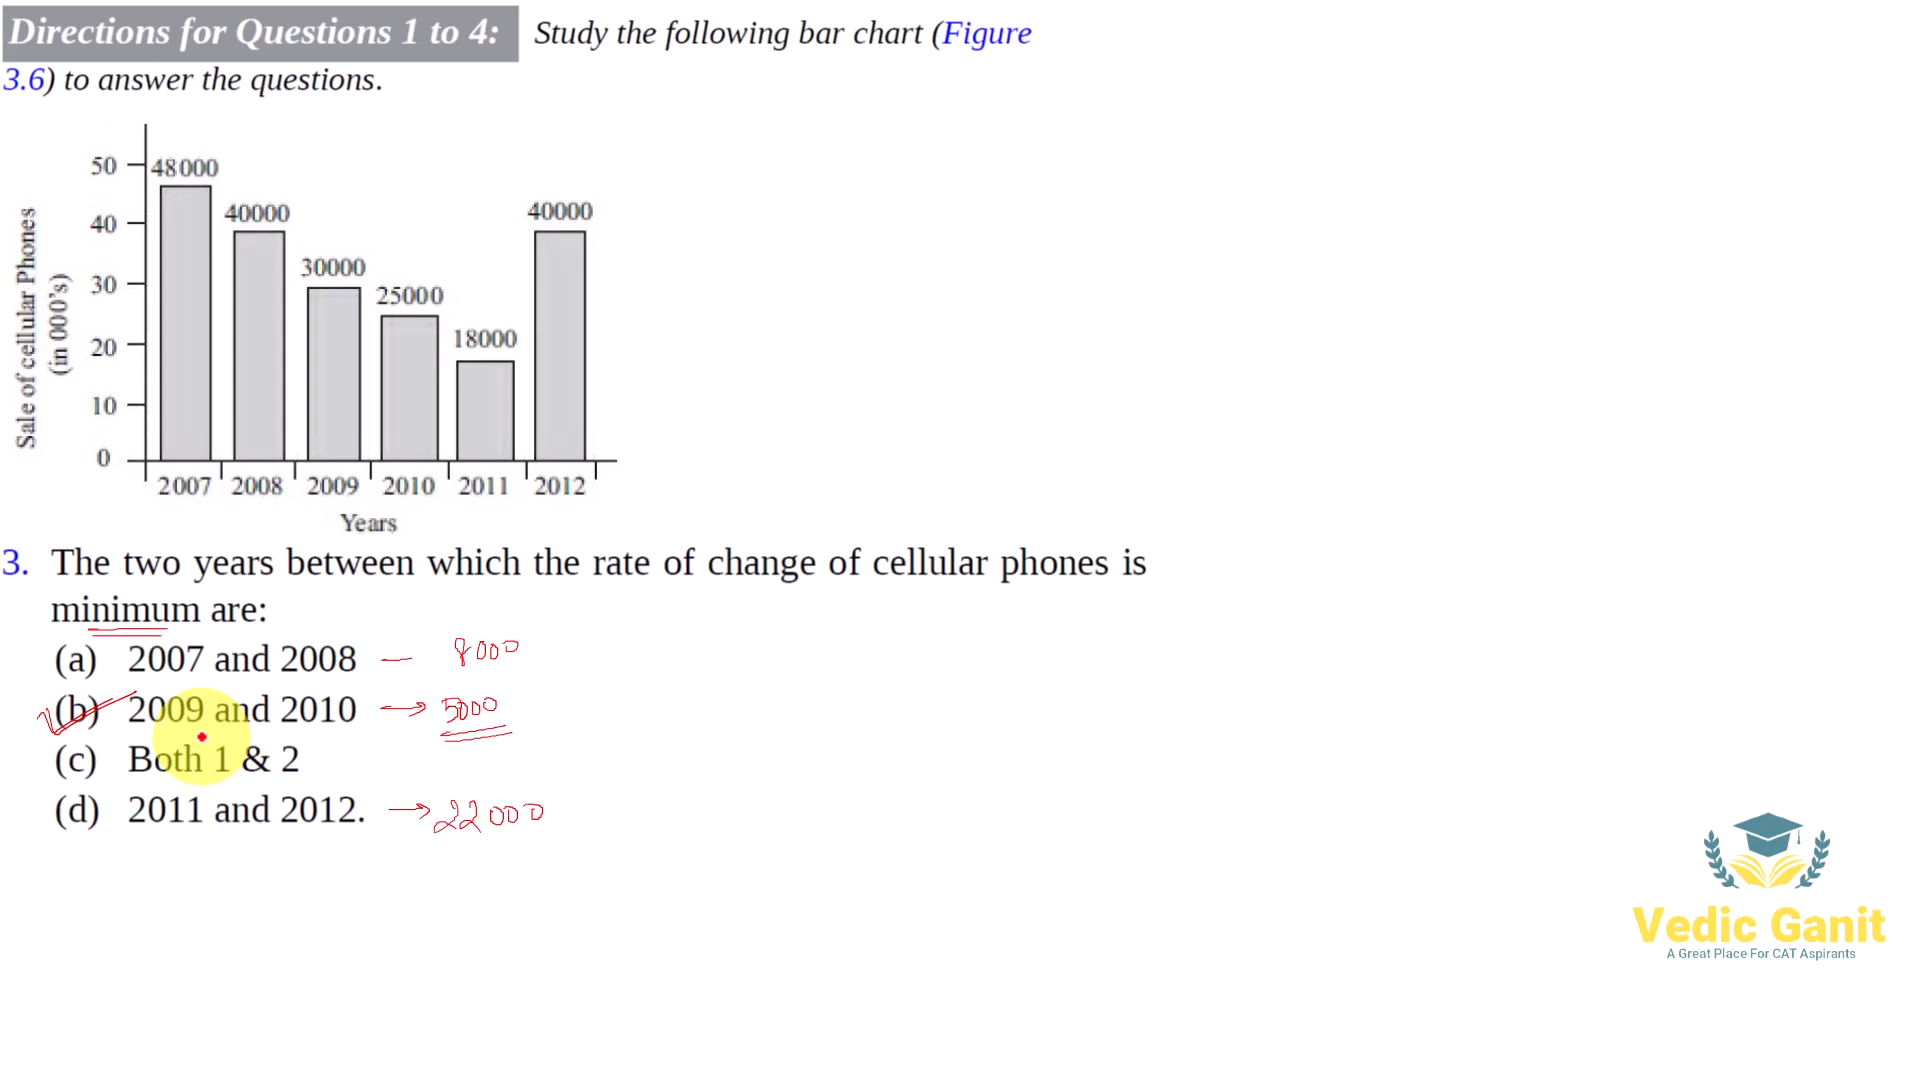 Directions for Questions 1 to 4: Study the following bar chart (Figure
3.6) to answer the questions.
Sale of cellular Phones
(in 000's)
50
40
30
20
10
0
48000
40000
30000
25000
18000
40000
2007 2008 2009 2010 2011 2012
Years
3. The two years between which the rate of change of cellular phones is
minimum are:
(a) 2007 and 2008 — 8000
(b) 2009 and 2010 → 5000
(c) Both 1 & 2
(d) 2011 and 2012. → 22000
Vedic Ganit
A Great Place For CAT Aspirants